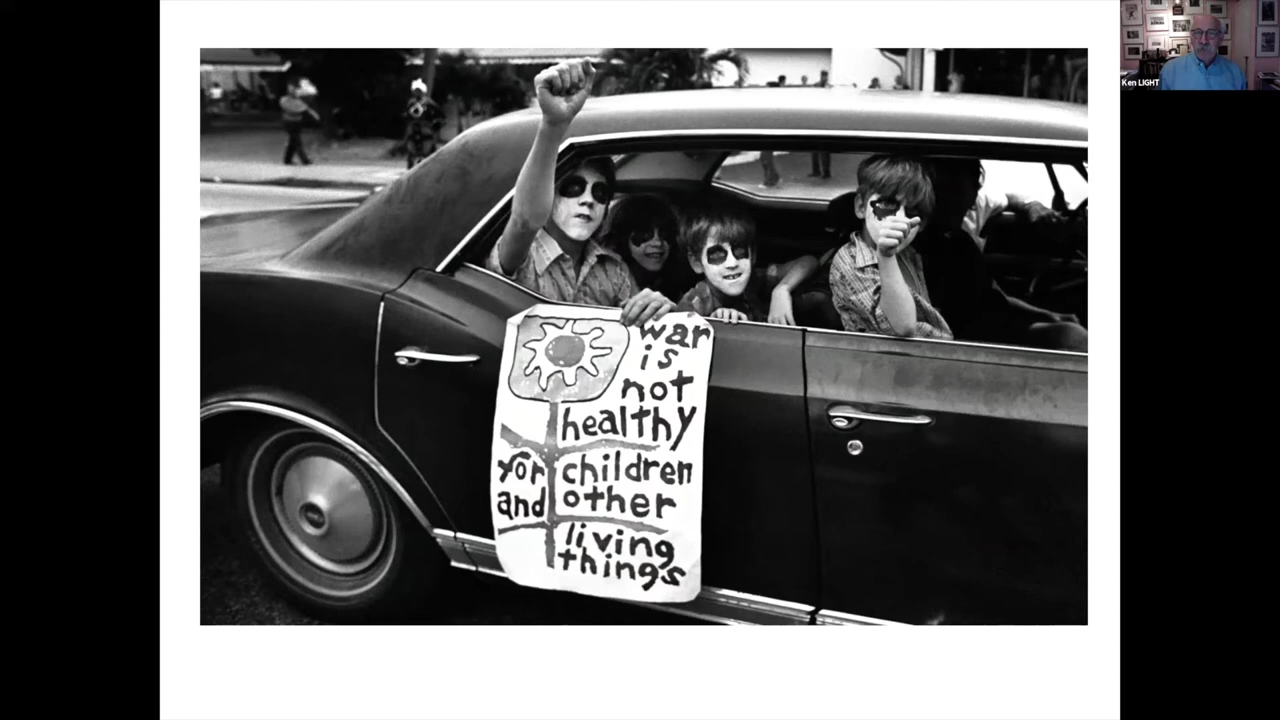 Ken LIGHT
war
is
not
healthy
for children
and other
living
things